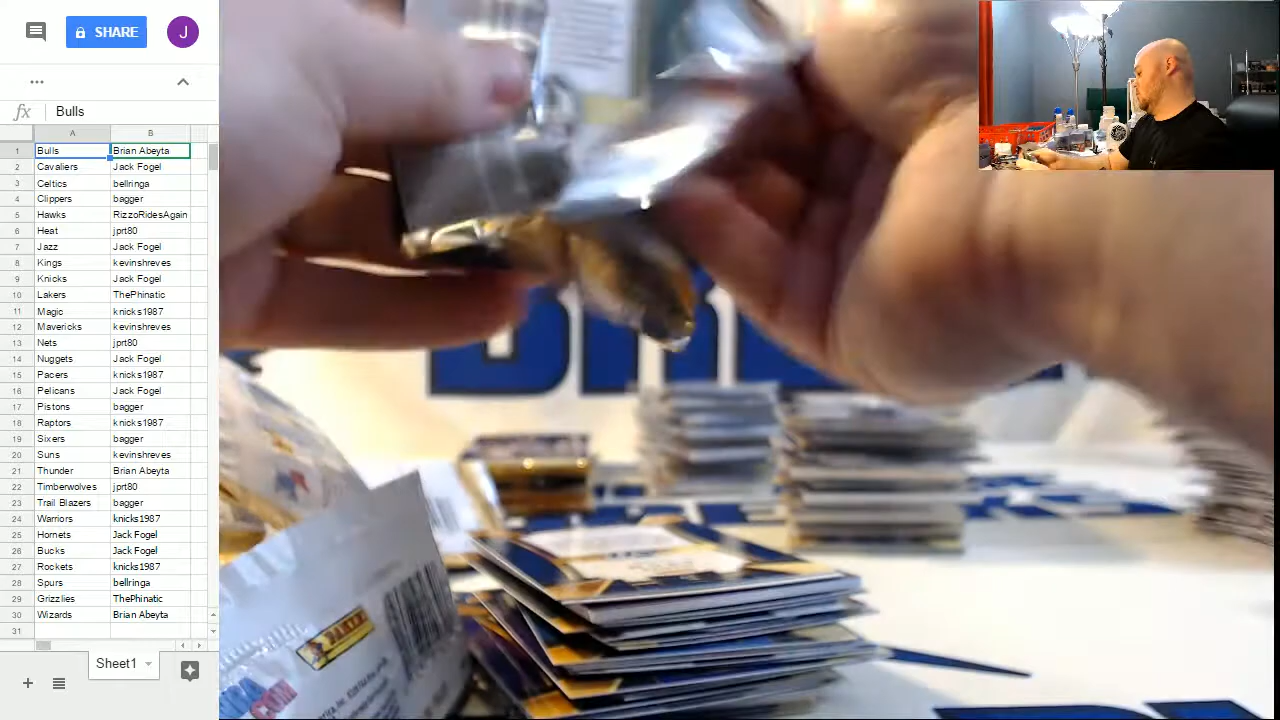 SHARE
J
...
fx Bulls
A B
1 Bulls Brian Abeyta
2 Cavaliers Jack Fogel
3 Celtics bellringa
4 Clippers bagger
5 Hawks RizzoRidesAgain
6 Heat jprt80
7 Jazz Jack Fogel
8 Kings kevinshreves
9 Knicks Jack Fogel
10 Lakers ThePhinatic
11 Magic knicks1987
12 Mavericks kevinshreves
13 Nets jprt80
14 Nuggets Jack Fogel
15 Pacers knicks1987
16 Pelicans Jack Fogel
17 Pistons bagger
18 Raptors knicks1987
19 Sixers bagger
20 Suns kevinshreves
21 Thunder Brian Abeyta
22 Timberwolves jprt80
23 Trail Blazers bagger
24 Warriors knicks1987
25 Hornets Jack Fogel
26 Bucks Jack Fogel
27 Rockets knicks1987
28 Spurs bellringa
29 Grizzlies ThePhinatic
30 Wizards Brian Abeyta
31
Sheet1
PANINI